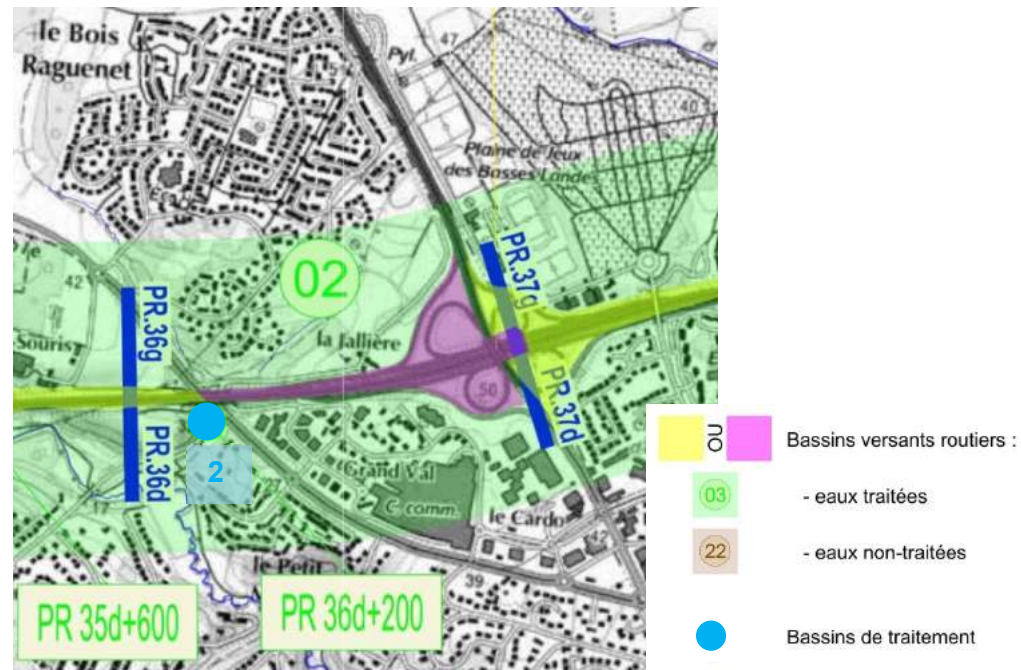 le Bois
Raguenet
Pyl.
47
40
Plaine de Jeux
des Basses Landes
02
42
Souris
PR.36g
PR.36d
PR.37g
PR.37d
la Jallière
50
2
27
17
Grand Val
C. comm.
le Cardo
42
39
le Petit
PR 35d+600
PR 36d+200
OU
Bassins versants routiers :
03
- eaux traitées
22
- eaux non-traitées
Bassins de traitement